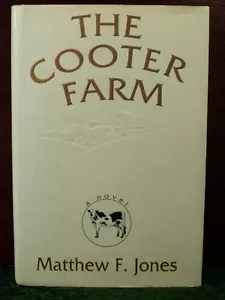 THE
COOTER
FARM
a novel
Matthew F. Jones